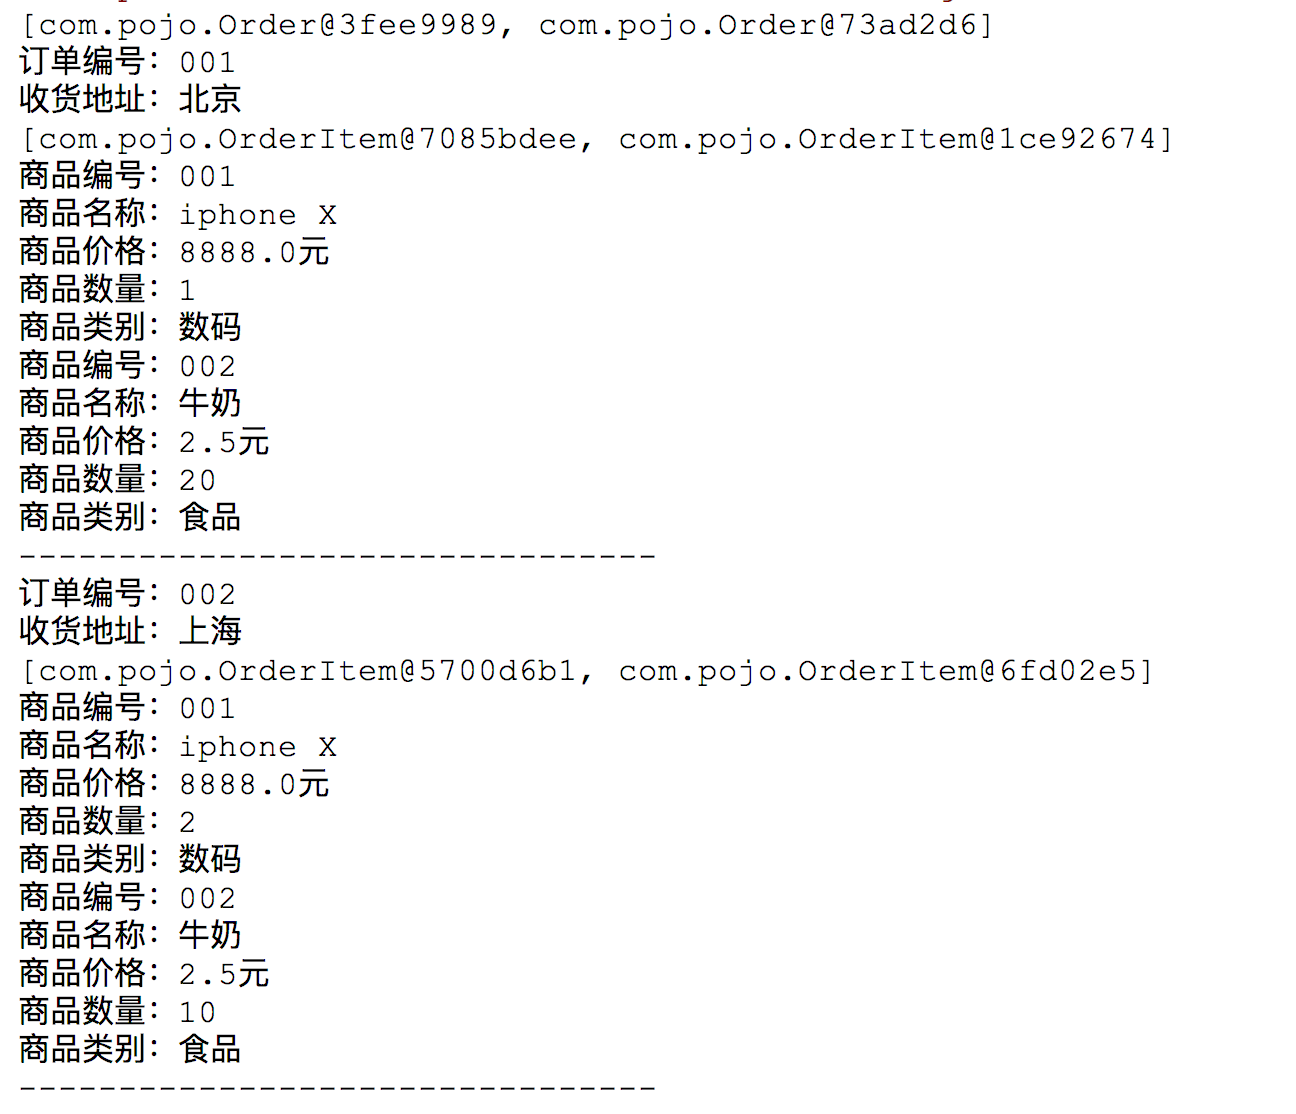 [com.pojo.Order@3fee9989, com.pojo.Order@73ad2d6]
订单编号：001
收货地址：北京
[com.pojo.OrderItem@7085bdee, com.pojo.OrderItem@1ce92674]
商品编号：001
商品名称：iphone X
商品价格：8888.0元
商品数量：1
商品类别：数码
商品编号：002
商品名称：牛奶
商品价格：2.5元
商品数量：20
商品类别：食品
--------------------------------
订单编号：002
收货地址：上海
[com.pojo.OrderItem@5700d6b1, com.pojo.OrderItem@6fd02e5]
商品编号：001
商品名称：iphone X
商品价格：8888.0元
商品数量：2
商品类别：数码
商品编号：002
商品名称：牛奶
商品价格：2.5元
商品数量：10
商品类别：食品
--------------------------------